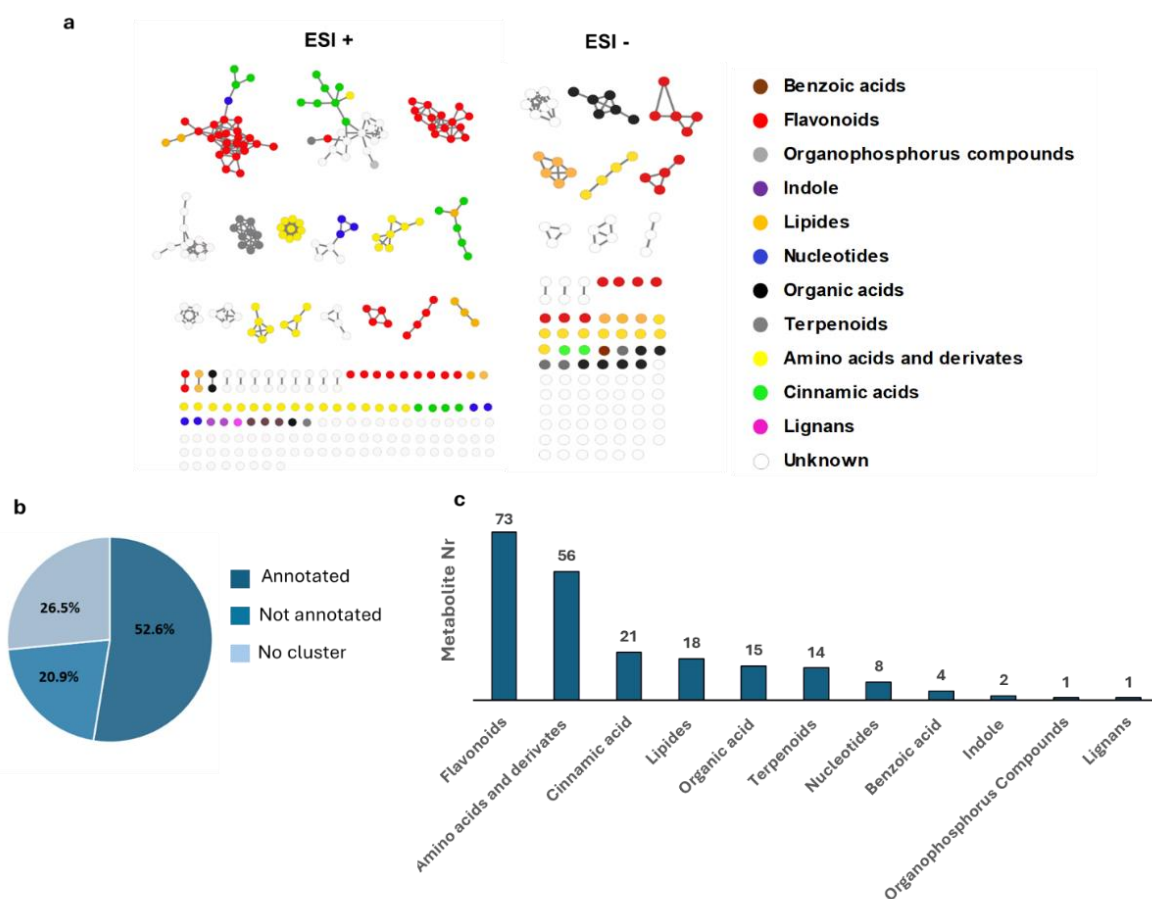 a
ESI +
ESI -
Benzoic acids
Flavonoids
Organophosphorus compounds
Indole
Lipides
Nucleotides
Organic acids
Terpenoids
Amino acids and derivates
Cinnamic acids
Lignans
Unknown
b
26.5%
52.6%
20.9%
Annotated
Not annotated
No cluster
c
Metabolite Nr
73
56
21
18
15
14
8
4
2
1
1
Flavonoids
Amino acids and derivates
Cinnamic acid
Lipides
Organic acid
Terpenoids
Nucleotides
Benzoic acid
Indole
Organophosphorus Compounds
Lignans